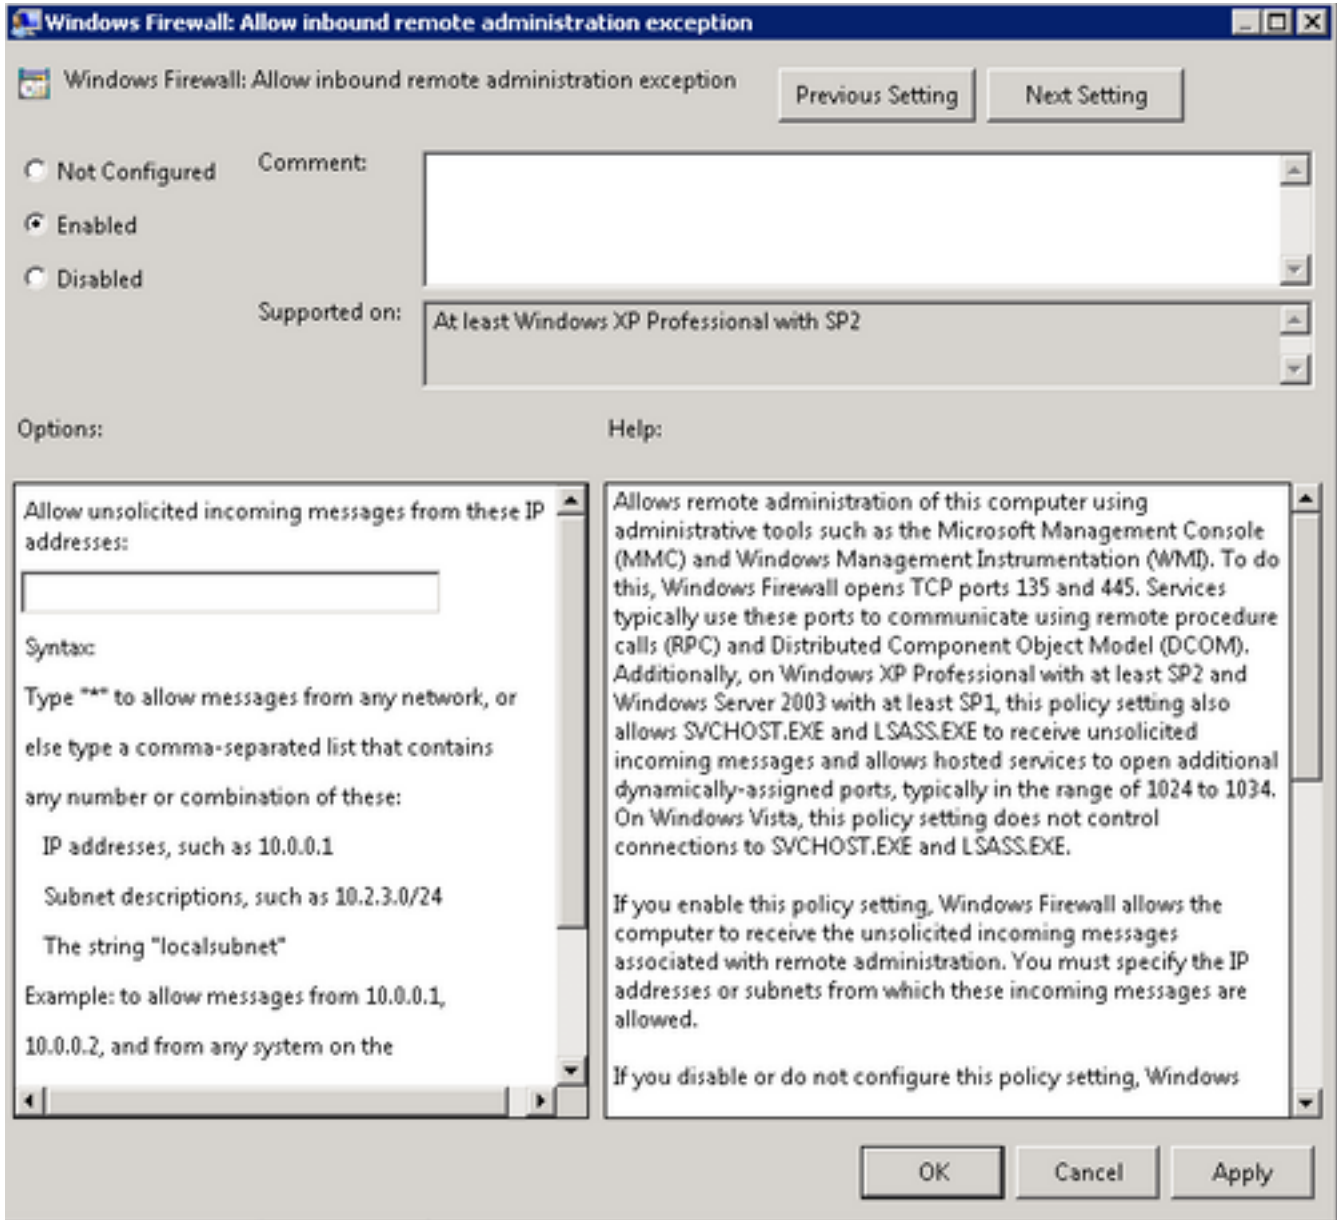 Windows Firewall: Allow inbound remote administration exception
Windows Firewall: Allow inbound remote administration exception
Previous Setting
Next Setting
Not Configured
Enabled
Disabled
Comment:
Supported on:
At least Windows XP Professional with SP2
Options:
Help:
Allow unsolicited incoming messages from these IP
addresses:
Syntax:
Type "*" to allow messages from any network, or
else type a comma-separated list that contains
any number or combination of these:
IP addresses, such as 10.0.0.1
Subnet descriptions, such as 10.2.3.0/24
The string "localsubnet"
Example: to allow messages from 10.0.0.1,
10.0.0.2, and from any system on the
Allows remote administration of this computer using
administrative tools such as the Microsoft Management Console
(MMC) and Windows Management Instrumentation (WMI). To do
this, Windows Firewall opens TCP ports 135 and 445. Services
typically use these ports to communicate using remote procedure
calls (RPC) and Distributed Component Object Model (DCOM).
Additionally, on Windows XP Professional with at least SP2 and
Windows Server 2003 with at least SP1, this policy setting also
allows SVCHOST.EXE and LSASS.EXE to receive unsolicited
incoming messages and allows hosted services to open additional
dynamically-assigned ports, typically in the range of 1024 to 1034.
On Windows Vista, this policy setting does not control
connections to SVCHOST.EXE and LSASS.EXE.
If you enable this policy setting, Windows Firewall allows the
computer to receive the unsolicited incoming messages
associated with remote administration. You must specify the IP
addresses or subnets from which these incoming messages are
allowed.
If you disable or do not configure this policy setting, Windows
OK
Cancel
Apply